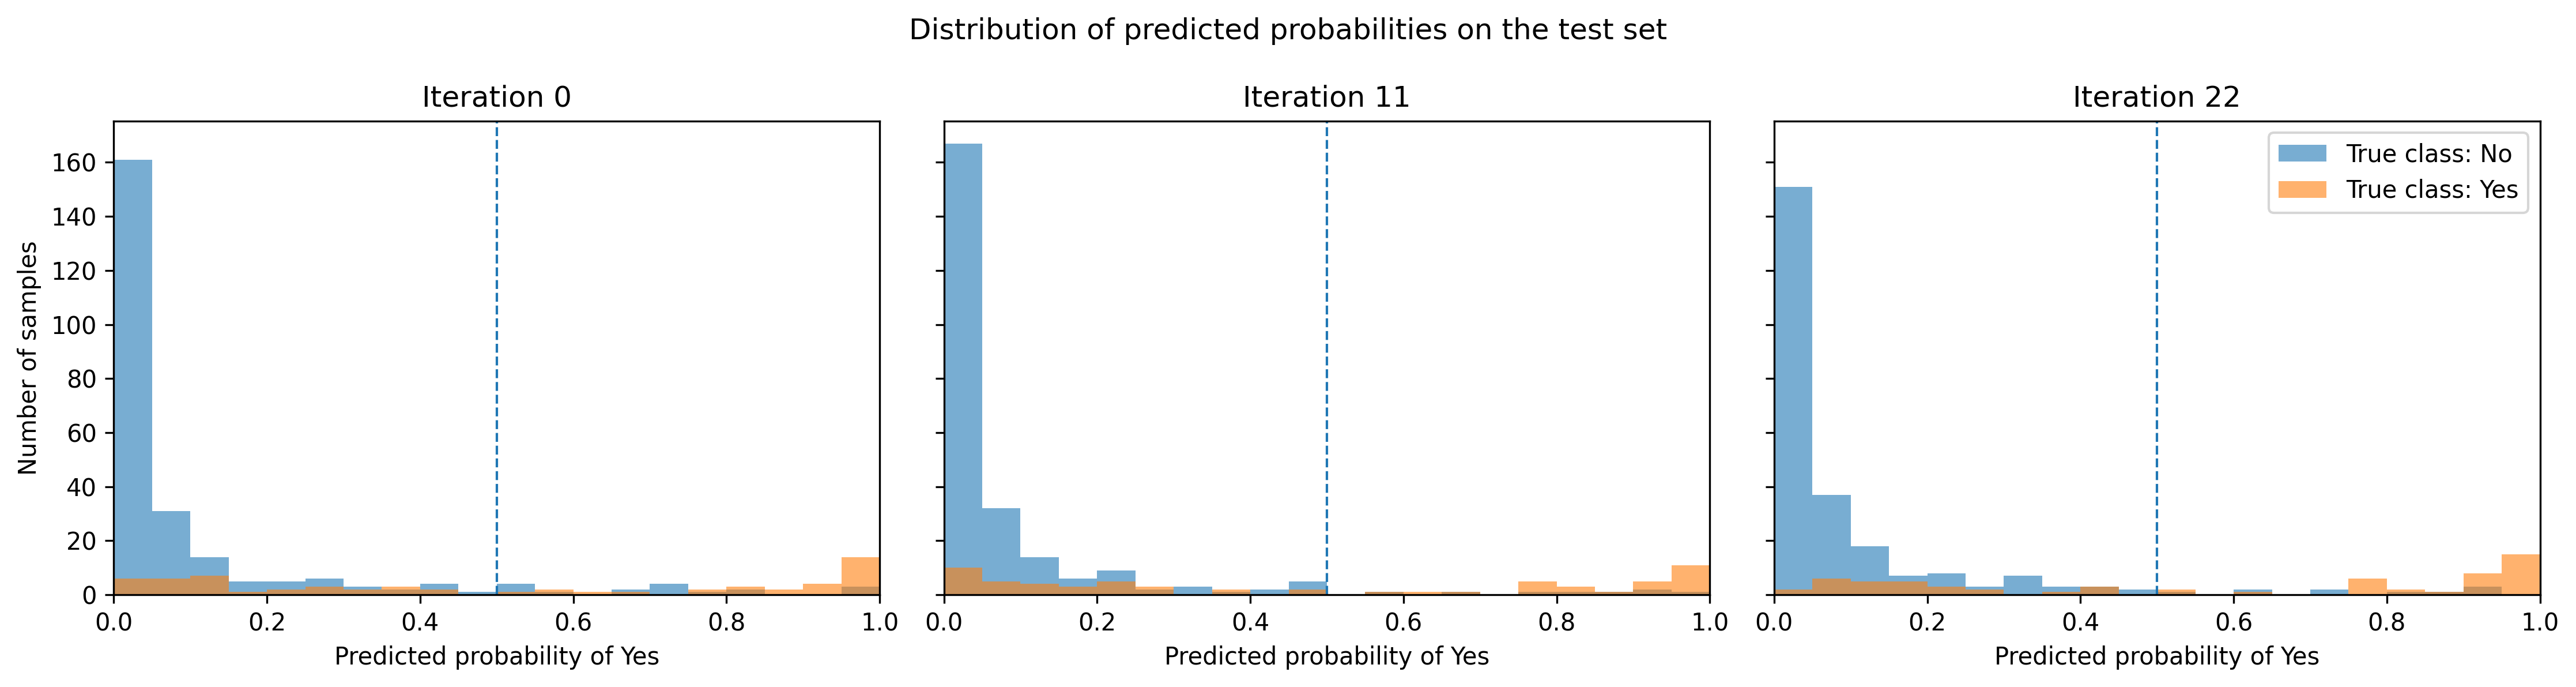 Distribution of predicted probabilities on the test set
Iteration 0
Iteration 11
Iteration 22
True class: No
True class: Yes
Number of samples
160
140
120
100
80
60
40
20
0
0.0 0.2 0.4 0.6 0.8 1.0
0.0 0.2 0.4 0.6 0.8 1.0
0.0 0.2 0.4 0.6 0.8 1.0
Predicted probability of Yes
Predicted probability of Yes
Predicted probability of Yes